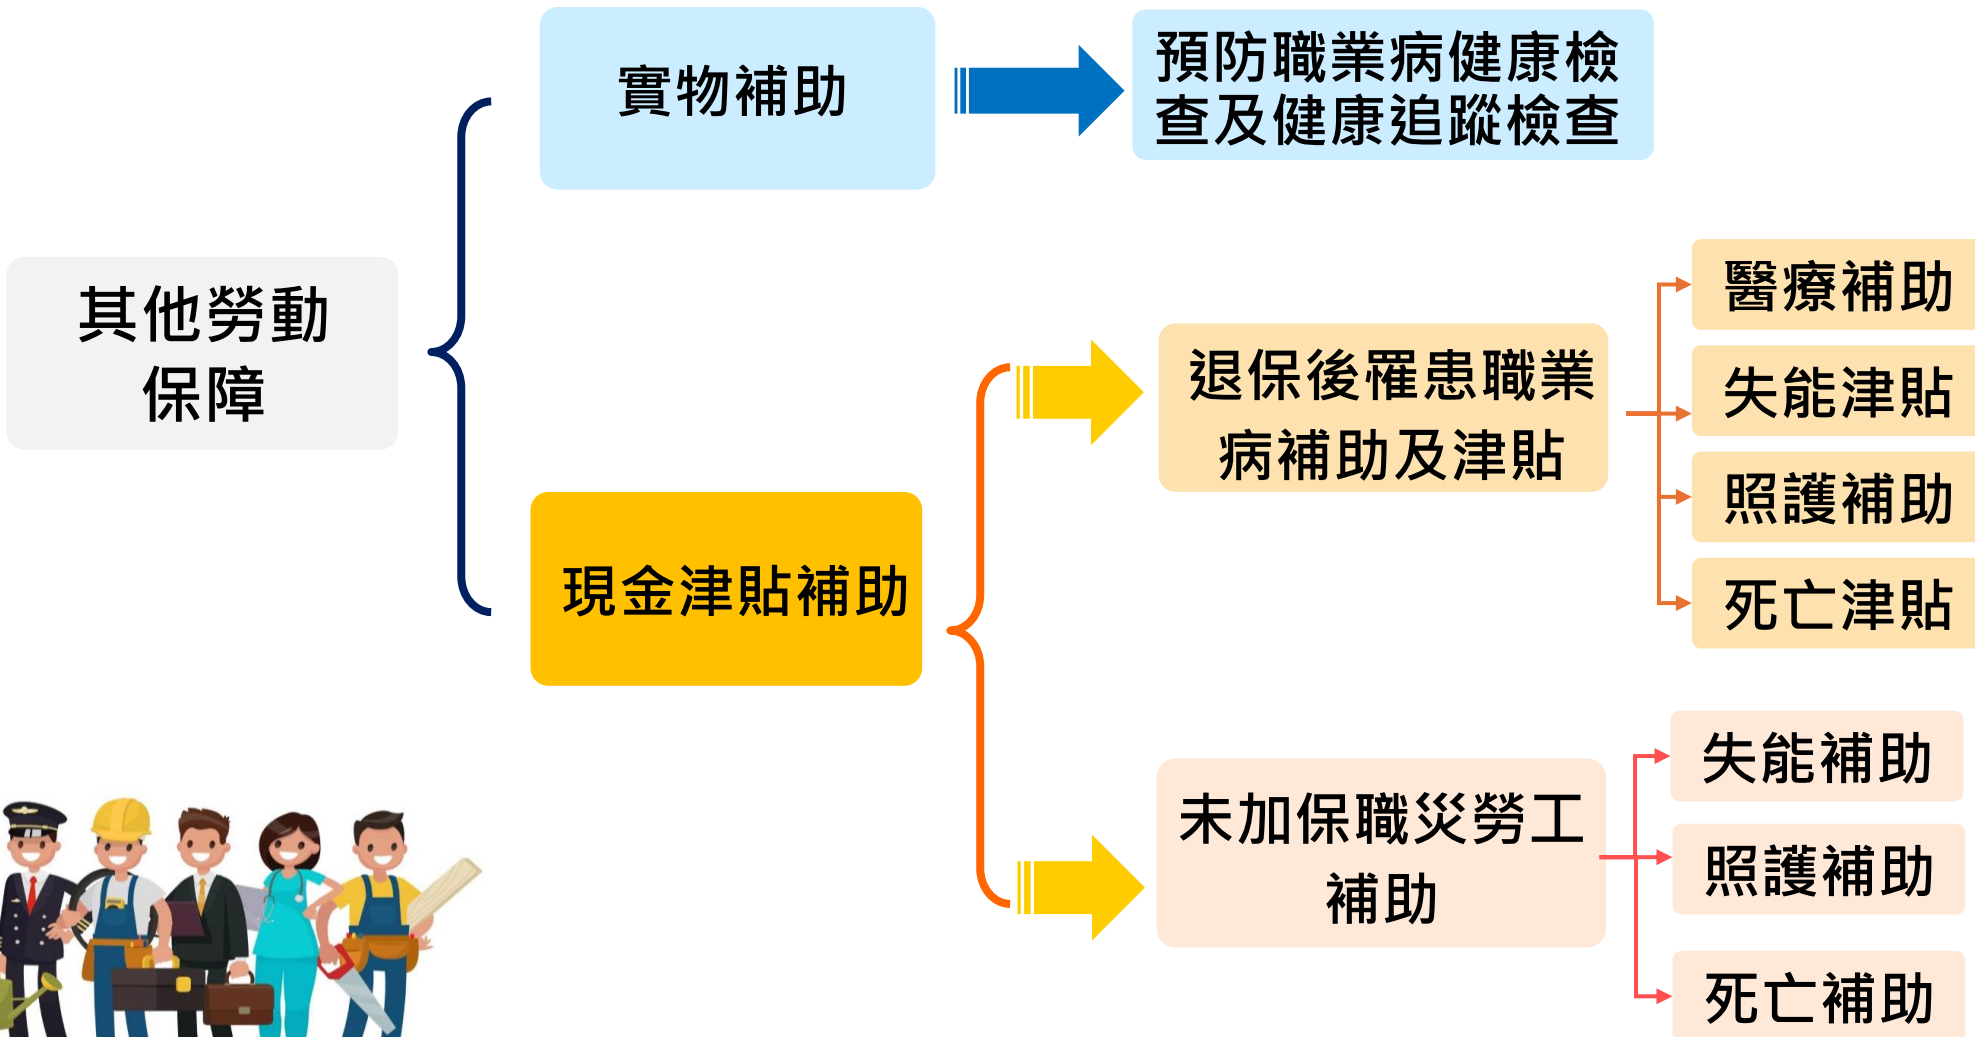 實物補助
預防職業病健康檢
查及健康追蹤檢查
其他勞動
保障
現金津貼補助
退保後罹患職業
病補助及津貼
醫療補助
失能津貼
照護補助
死亡津貼
未加保職災勞工
補助
失能補助
照護補助
死亡補助